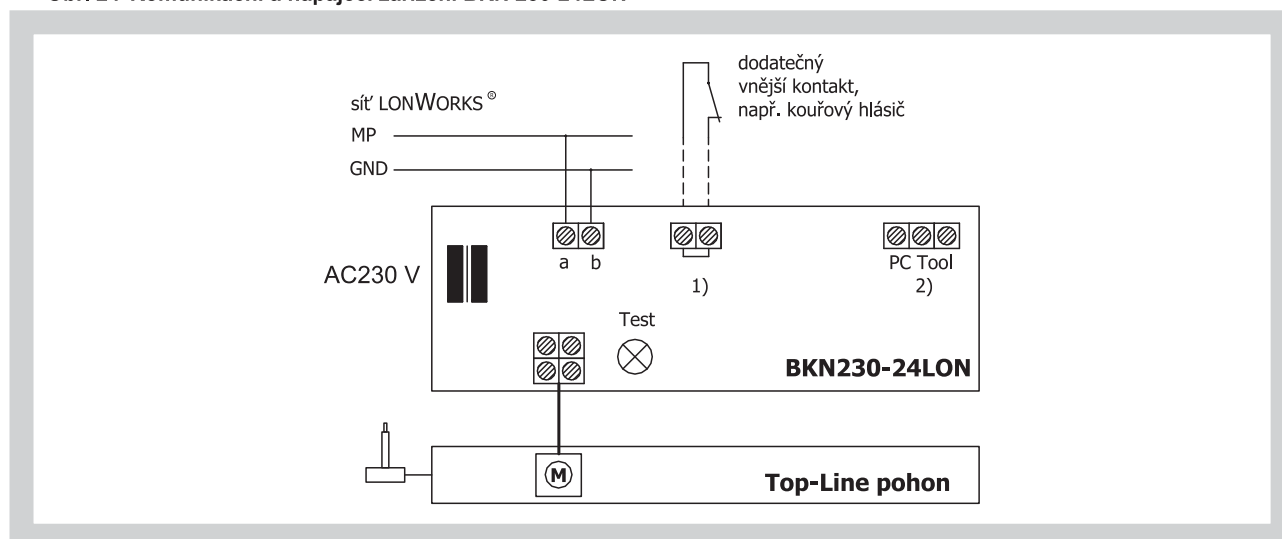 dodatečný
vnější kontakt,
např. kouřový hlásič
síť LONWORKS ®
MP
GND
AC230 V
a b
1)
PC Tool
2)
Test
BKN230-24LON
M
Top-Line pohon